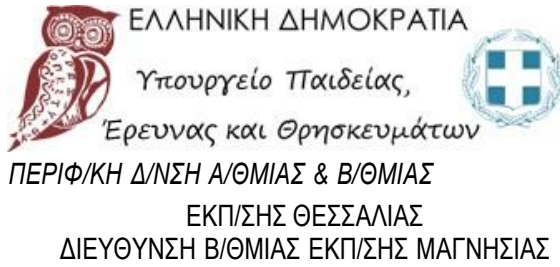 ΕΛΛΗΝΙΚΗ ΔΗΜΟΚΡΑΤΙΑ
Υπουργείο Παιδείας,
Έρευνας και Θρησκευμάτων
ΠΕΡΙΦ/ΚΗ Δ/ΝΣΗ Α/ΘΜΙΑΣ & Β/ΘΜΙΑΣ
ΕΚΠ/ΣΗΣ ΘΕΣΣΑΛΙΑΣ
ΔΙΕΥΘΥΝΣΗ Β/ΘΜΙΑΣ ΕΚΠ/ΣΗΣ ΜΑΓΝΗΣΙΑΣ